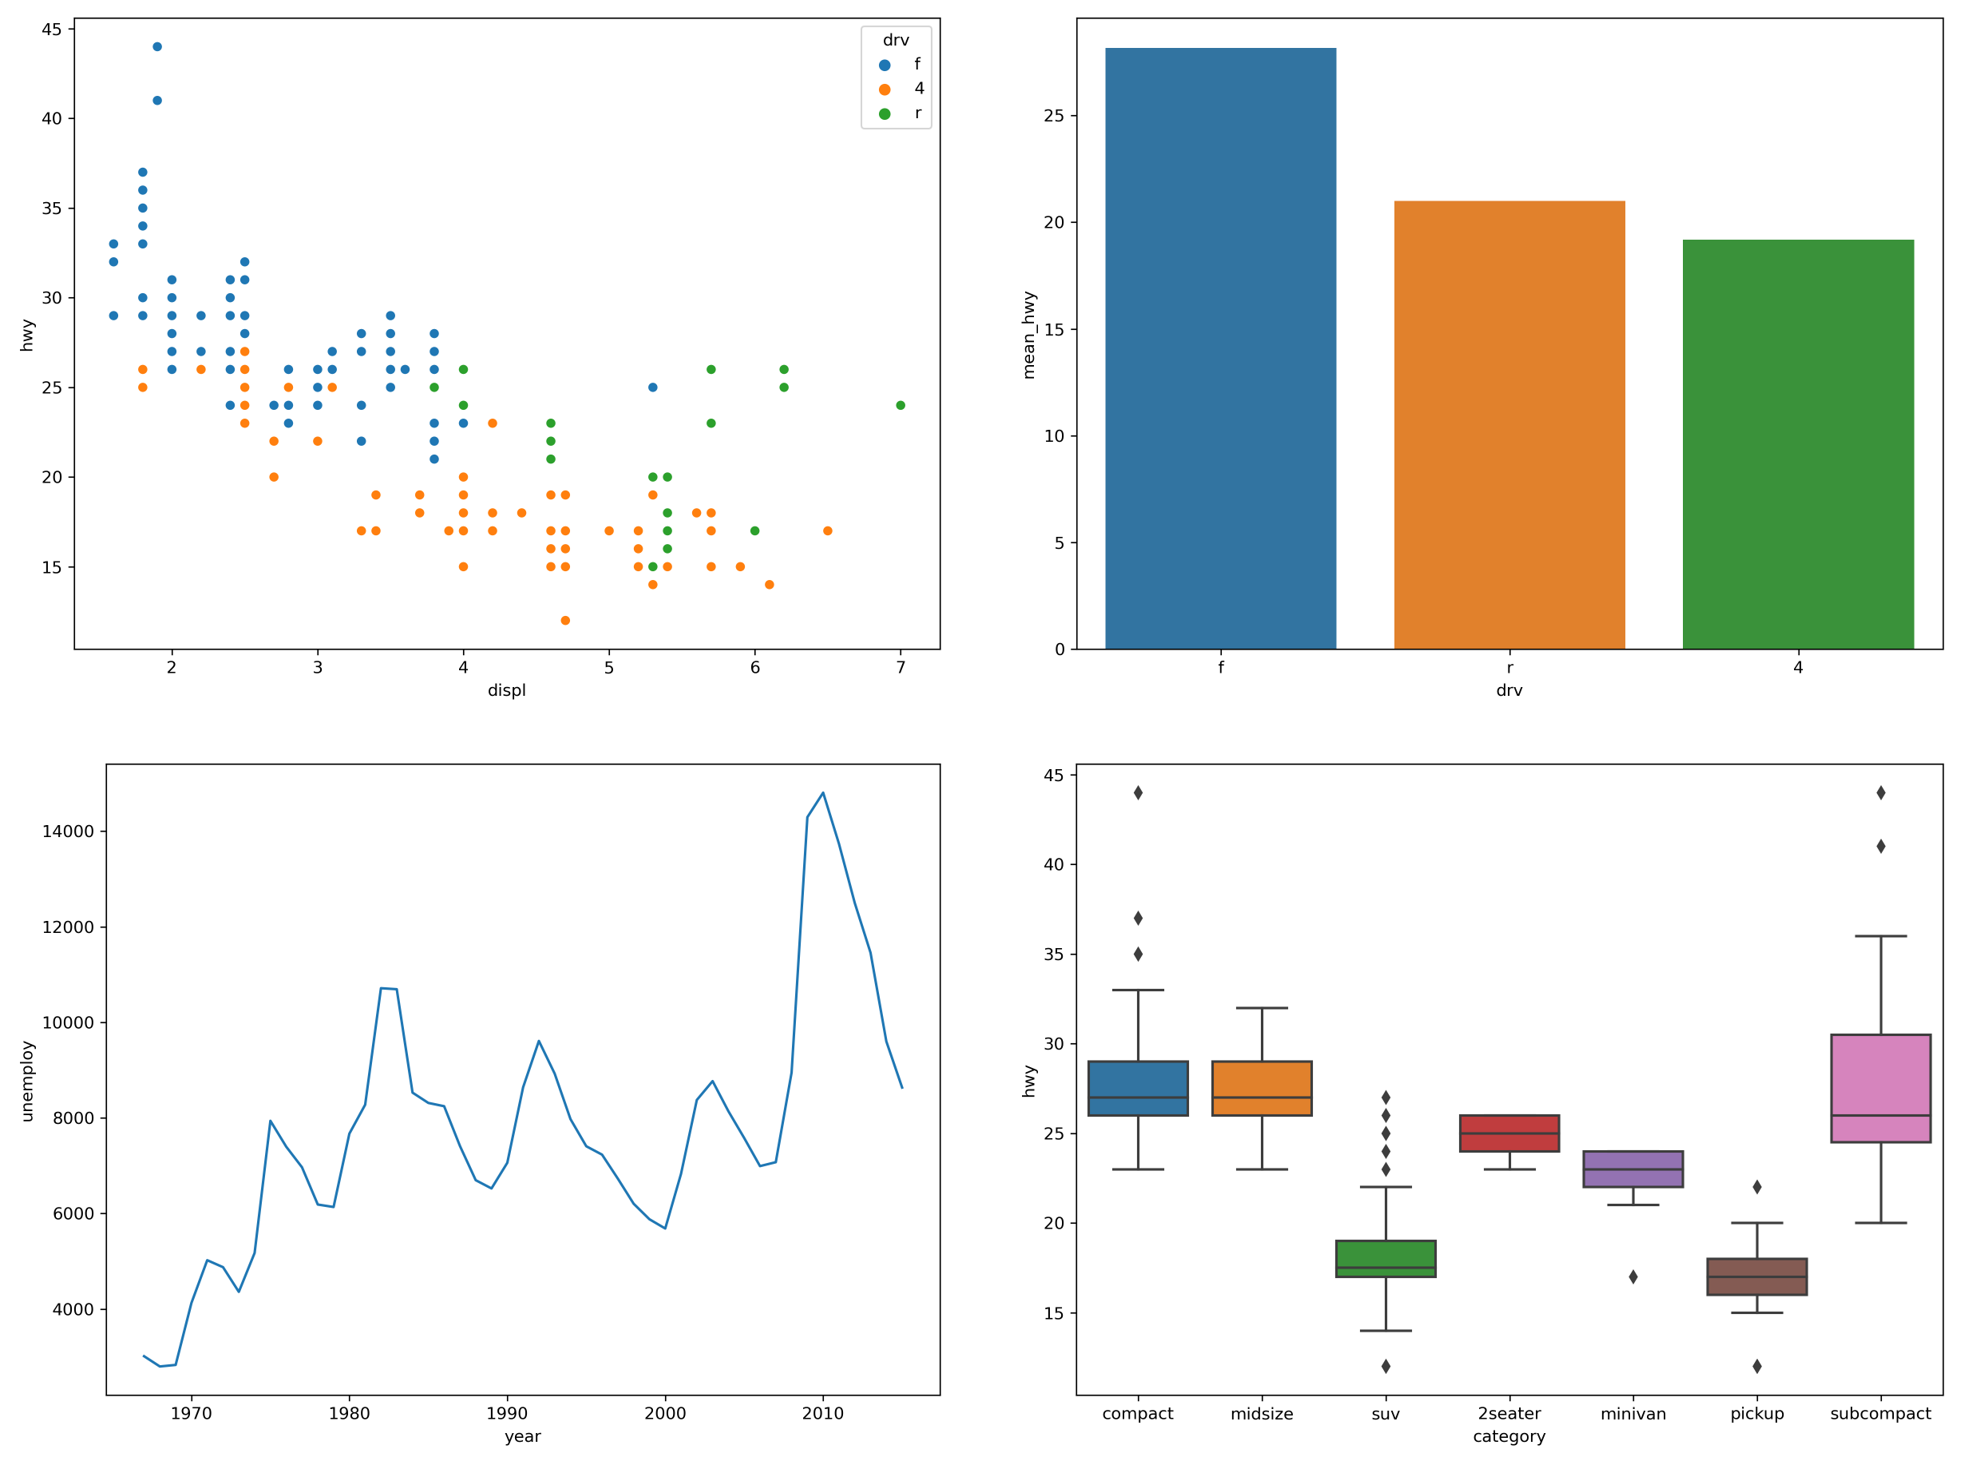 45
40
35
30
25
20
15
hwy
2 3 4 5 6 7
displ
drv
f
4
r
25
20
15
10
5
0
mean_hwy
f r 4
drv
14000
12000
10000
8000
6000
4000
unemploy
1970 1980 1990 2000 2010
year
45
40
35
30
25
20
15
hwy
compact midsize suv 2seater minivan pickup subcompact
category